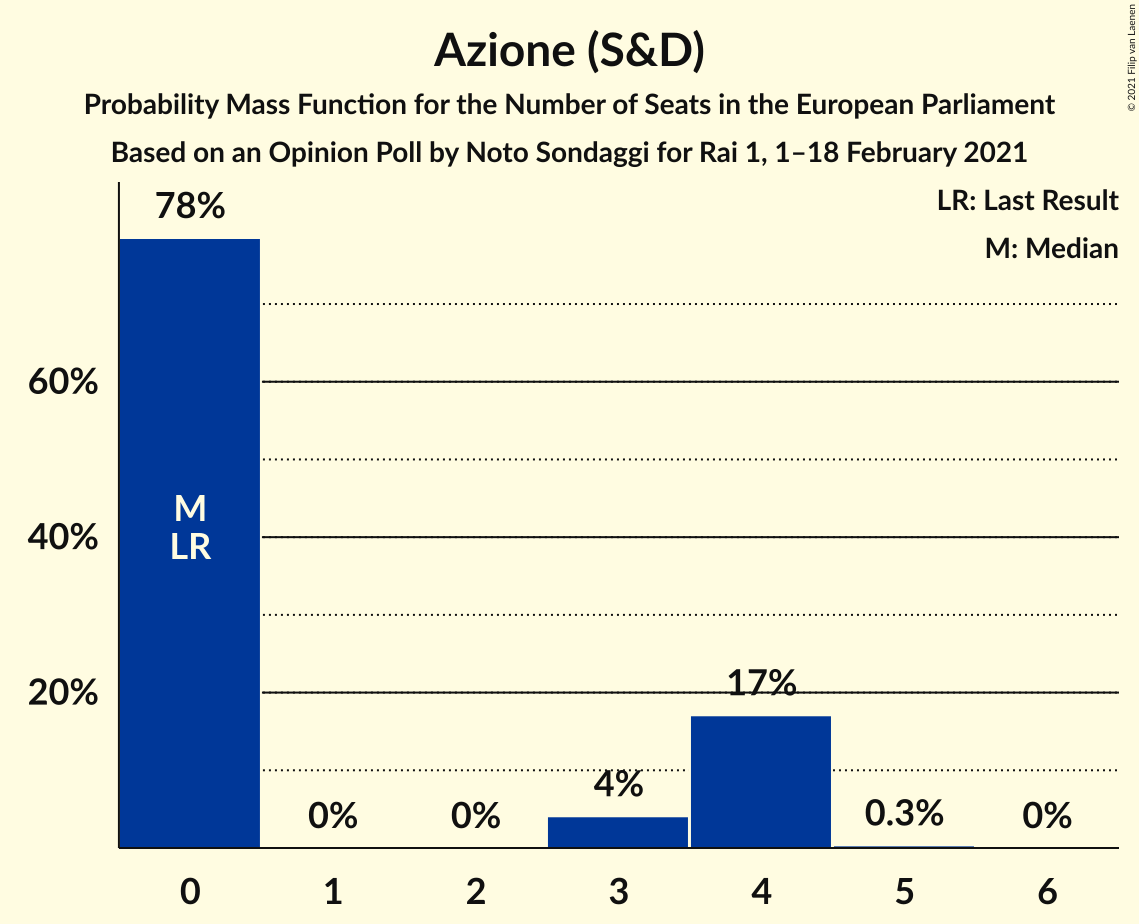 Azione (S&D)
Probability Mass Function for the Number of Seats in the European Parliament
Based on an Opinion Poll by Noto Sondaggi for Rai 1, 1–18 February 2021
© 2021 Filip van Laenen
LR: Last Result
M: Median
78%
60%
40%
20%
M
LR
0%
0%
4%
17%
0.3%
0%
0
1
2
3
4
5
6